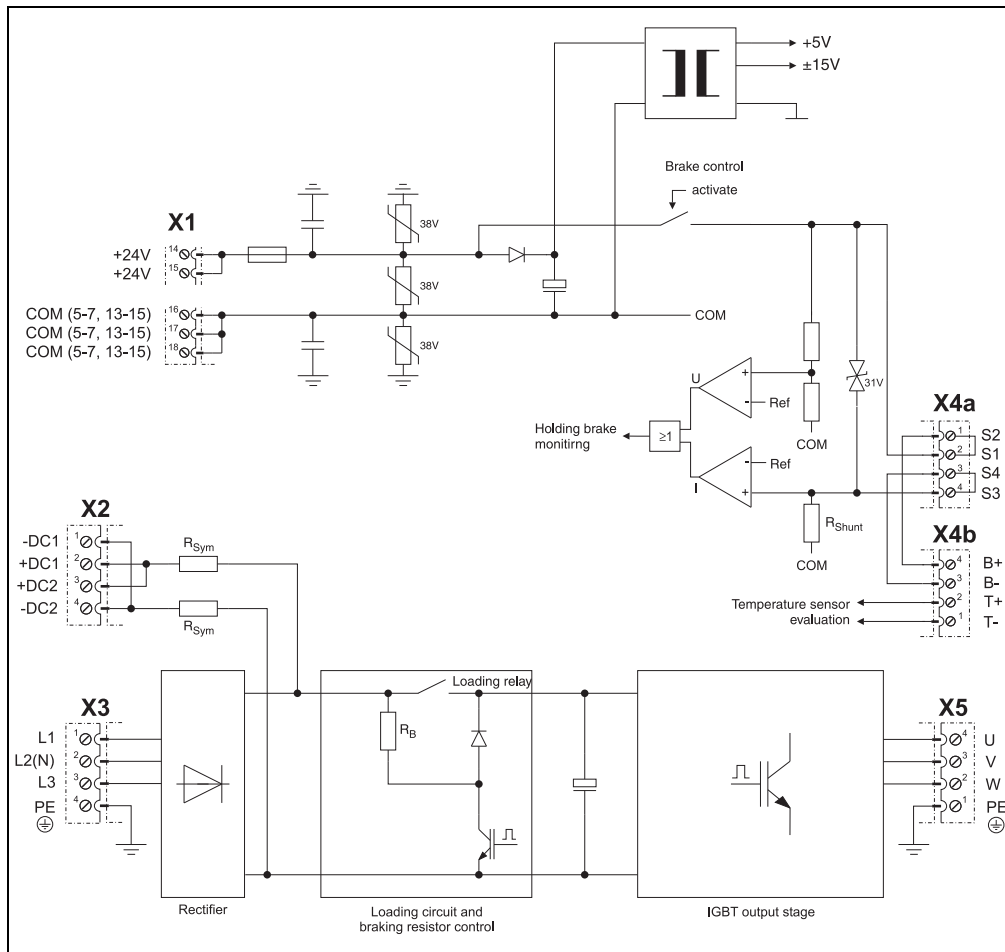 +5V
±15V
Brake control
activate
X1
38V
14
+24V
15
+24V
38V
16
COM (5-7, 13-15)
COM
17
COM (5-7, 13-15)
18
COM (5-7, 13-15)
38V
U
+
-
Ref
31V
X4a
Holding brake
monitirng
≥1
COM
1
S2
2
S1
-
Ref
3
S4
I
+
4
S3
X2
RShunt
X4b
-DC1
1
RSym
+DC1
2
COM
4
B+
+DC2
3
3
B-
-DC2
4
Temperature sensor
evaluation
2
T+
RSym
1
T-
Loading relay
X3
X5
RB
L1
1
4
U
L2(N)
2
3
V
L3
3
2
W
PE
4
1
PE
Rectifier
Loading circuit and
braking resistor control
IGBT output stage